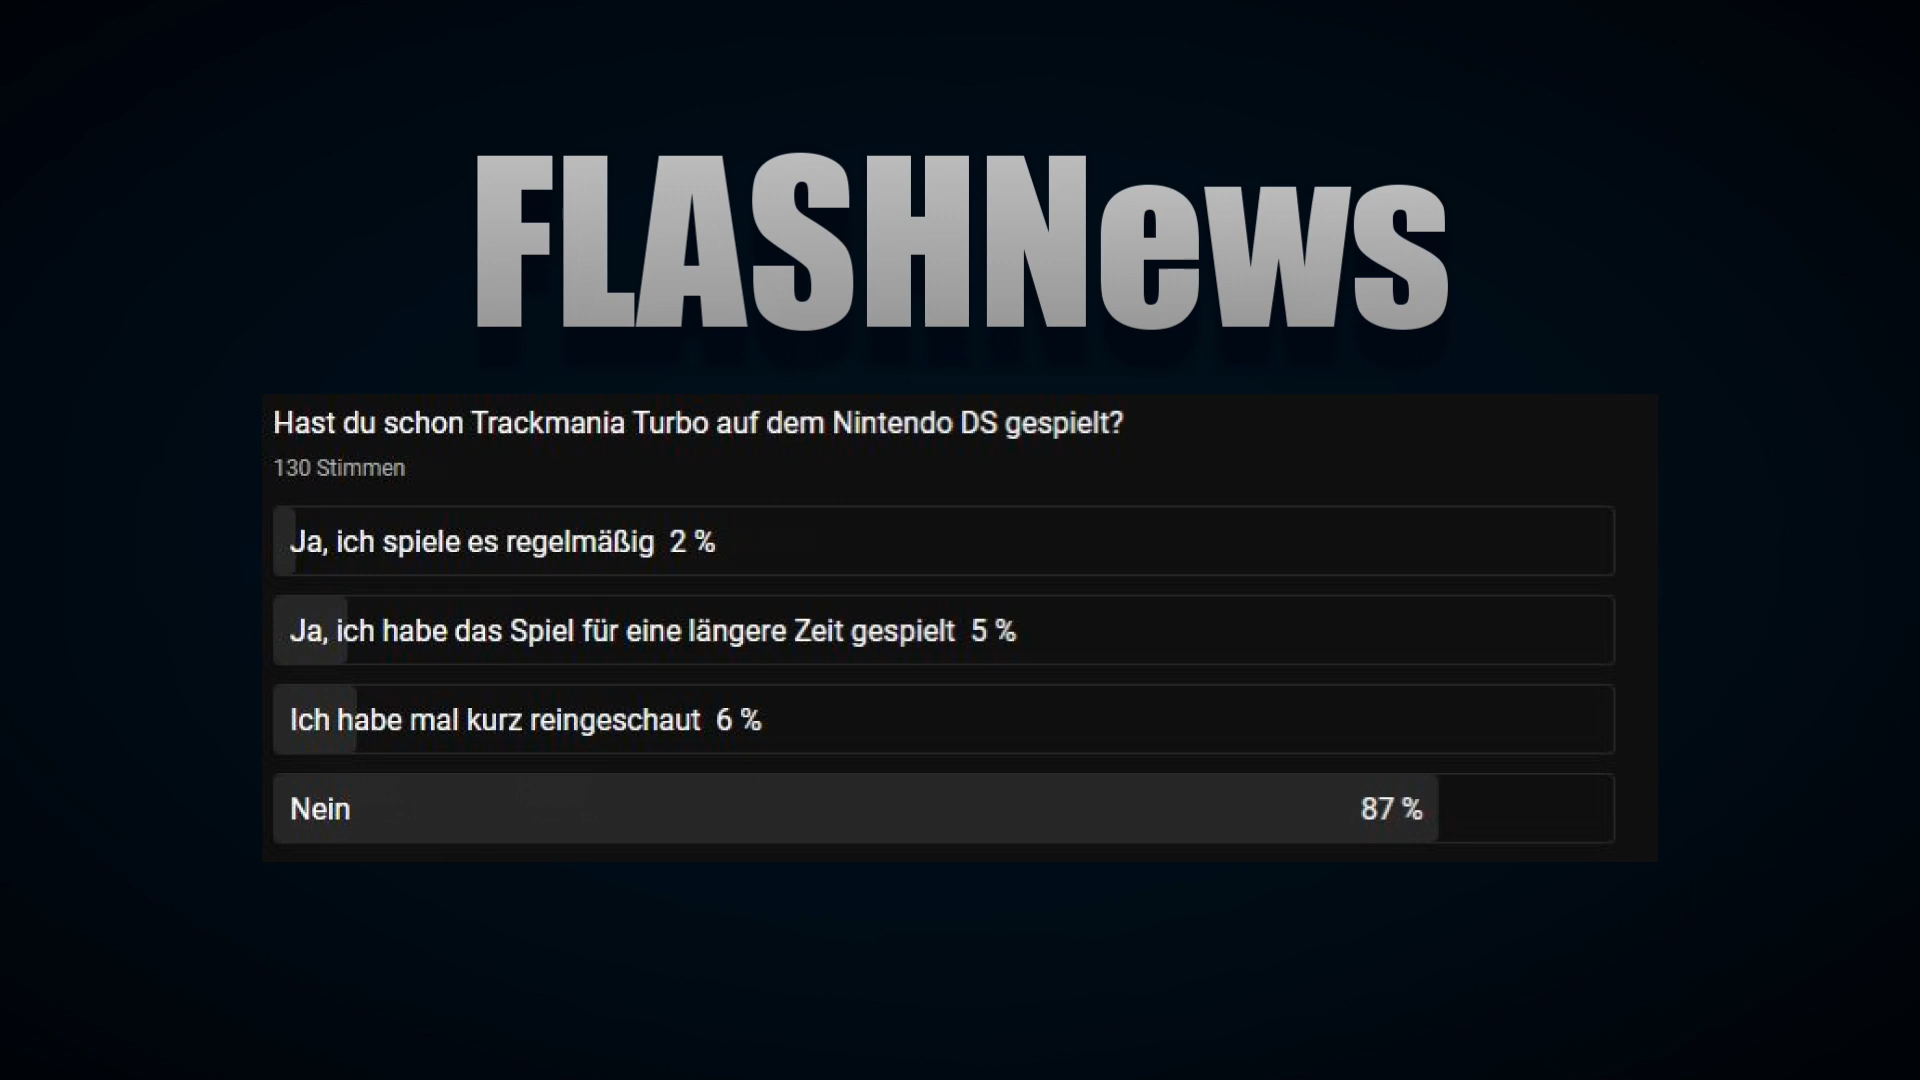 FLASHNews
Hast du schon Trackmania Turbo auf dem Nintendo DS gespielt?
130 Stimmen
Ja, ich spiele es regelmäßig 2 %
Ja, ich habe das Spiel für eine längere Zeit gespielt 5 %
Ich habe mal kurz reingeschaut 6 %
Nein 87 %